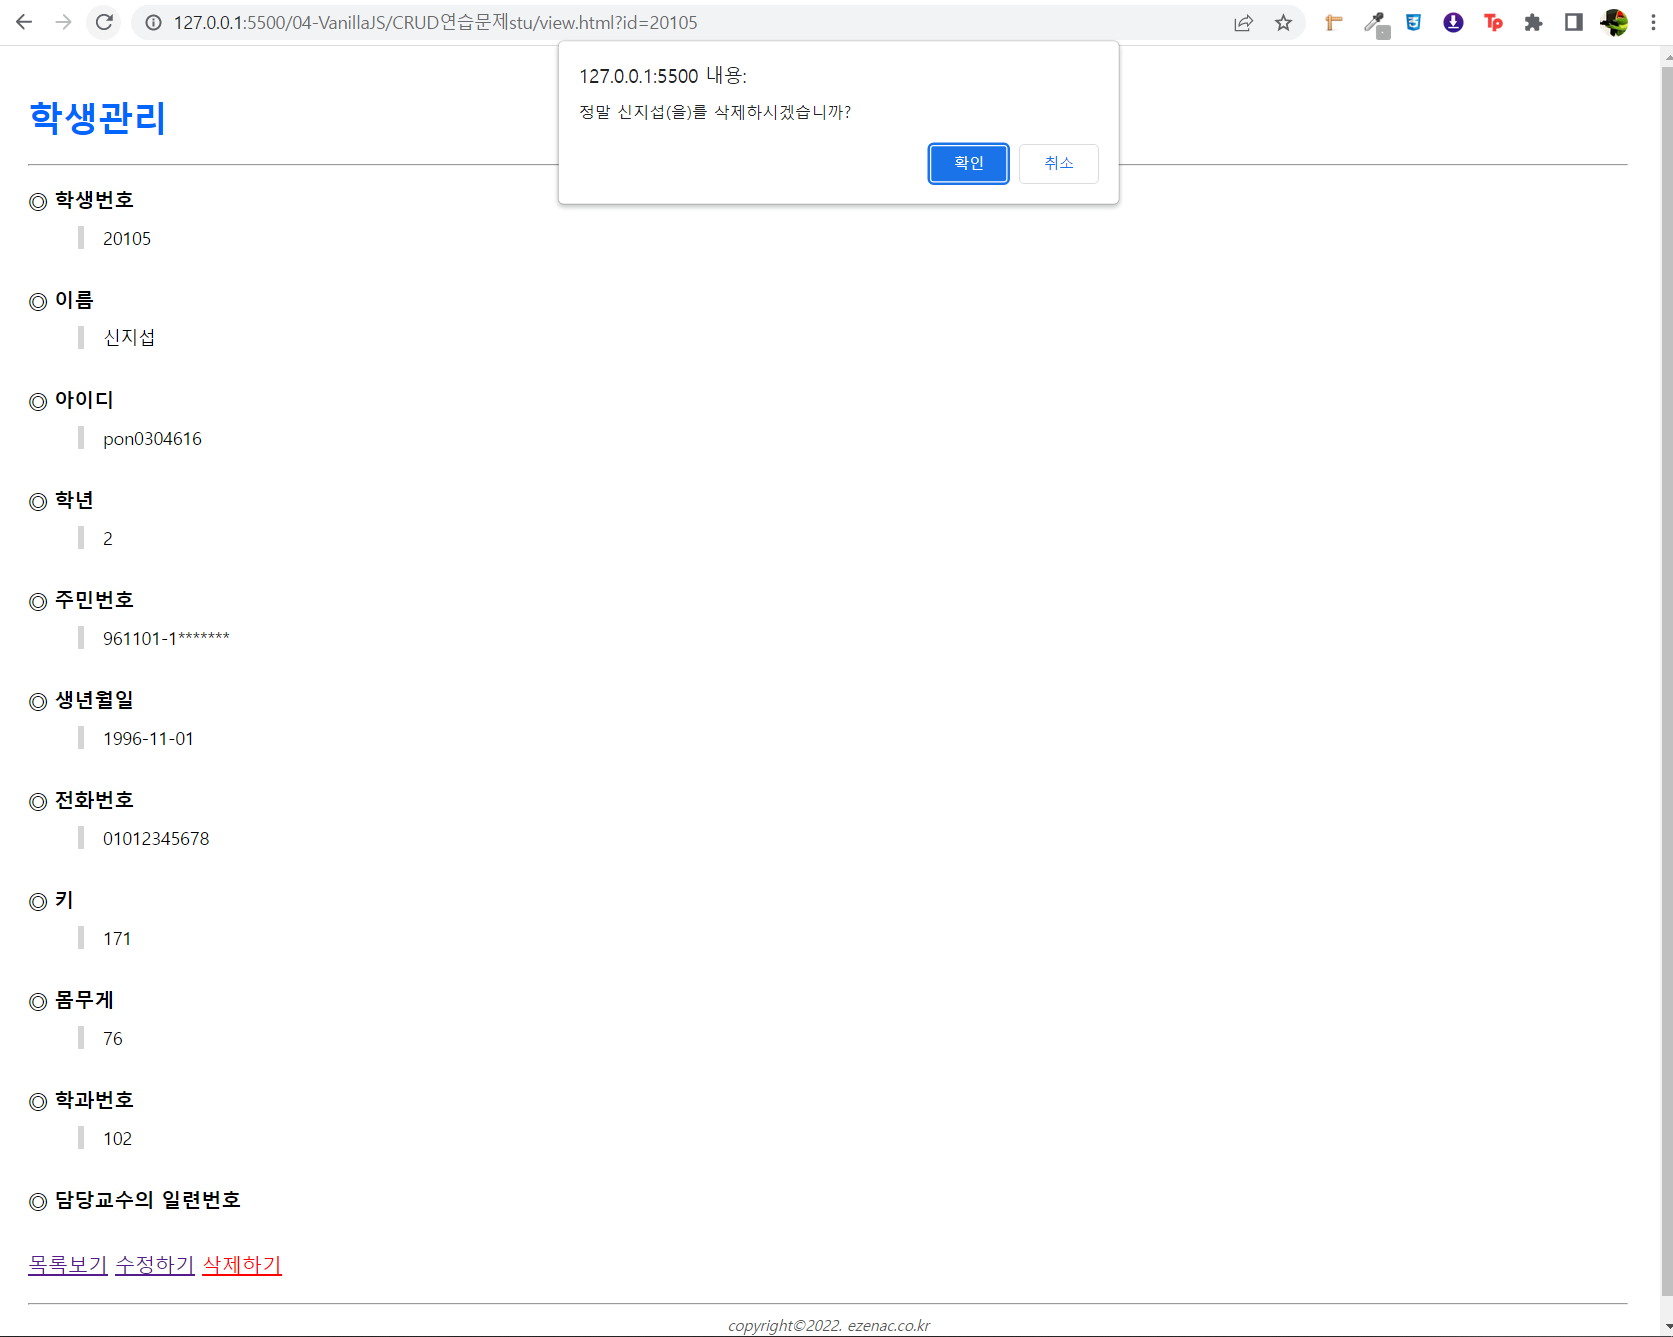 127.0.0.1:5500/04-VanillaJS/CRUD연습문제stu/view.html?id=20105
Tp
127.0.0.1:5500 내용:
정말 신지섭(을)를 삭제하시겠습니까?
확인 취소
학생관리
◎ 학생번호
20105
◎ 이름
신지섭
◎ 아이디
pon0304616
◎ 학년
2
◎ 주민번호
961101-1*******
◎ 생년월일
1996-11-01
◎ 전화번호
01012345678
◎ 키
171
◎ 몸무게
76
◎ 학과번호
102
◎ 담당교수의 일련번호
목록보기 수정하기 삭제하기
copyright©2022. ezenac.co.kr